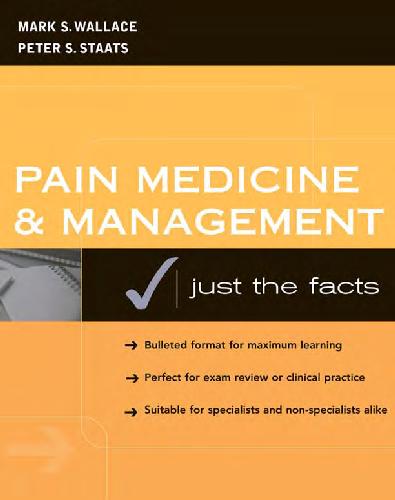 MARK S. WALLACE
PETER S. STAATS
PAIN MEDICINE
& MANAGEMENT
just the facts
Bulleted format for maximum learning
Perfect for exam review or clinical practice
Suitable for specialists and non-specialists alike